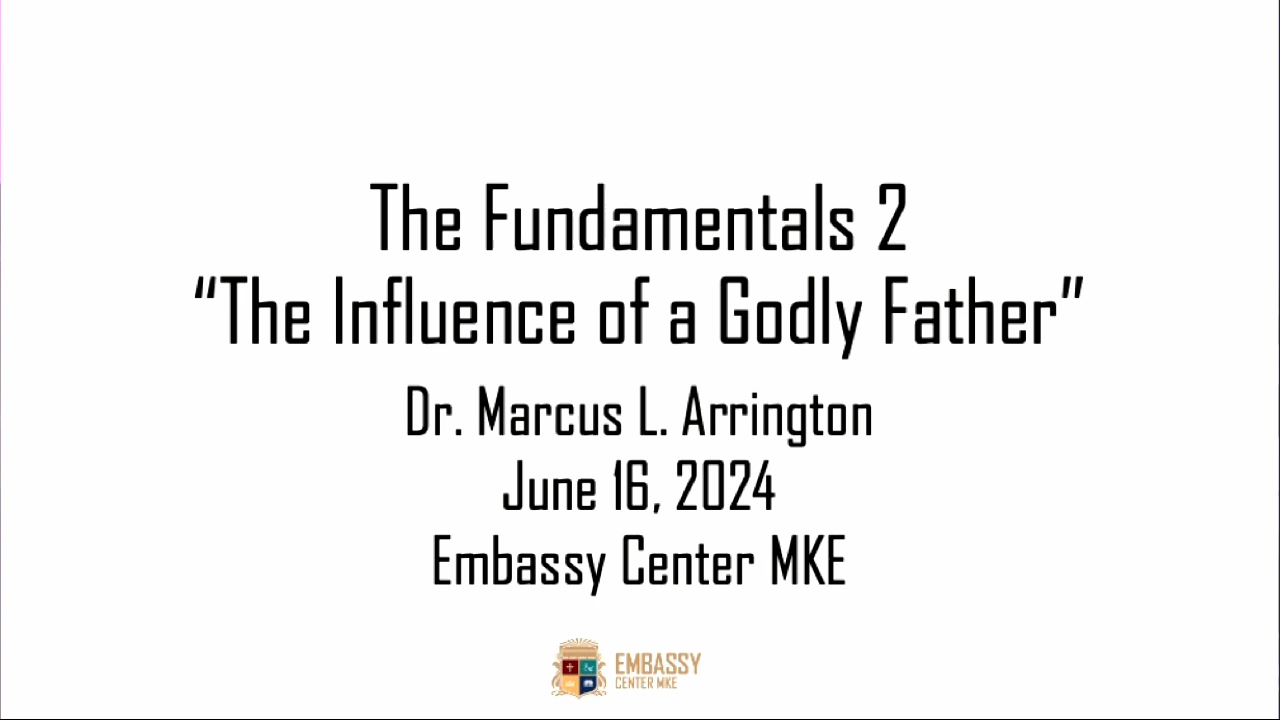 The Fundamentals 2
“The Influence of a Godly Father”
Dr. Marcus L. Arrington
June 16, 2024
Embassy Center MKE
EMBASSY
CENTER MKE